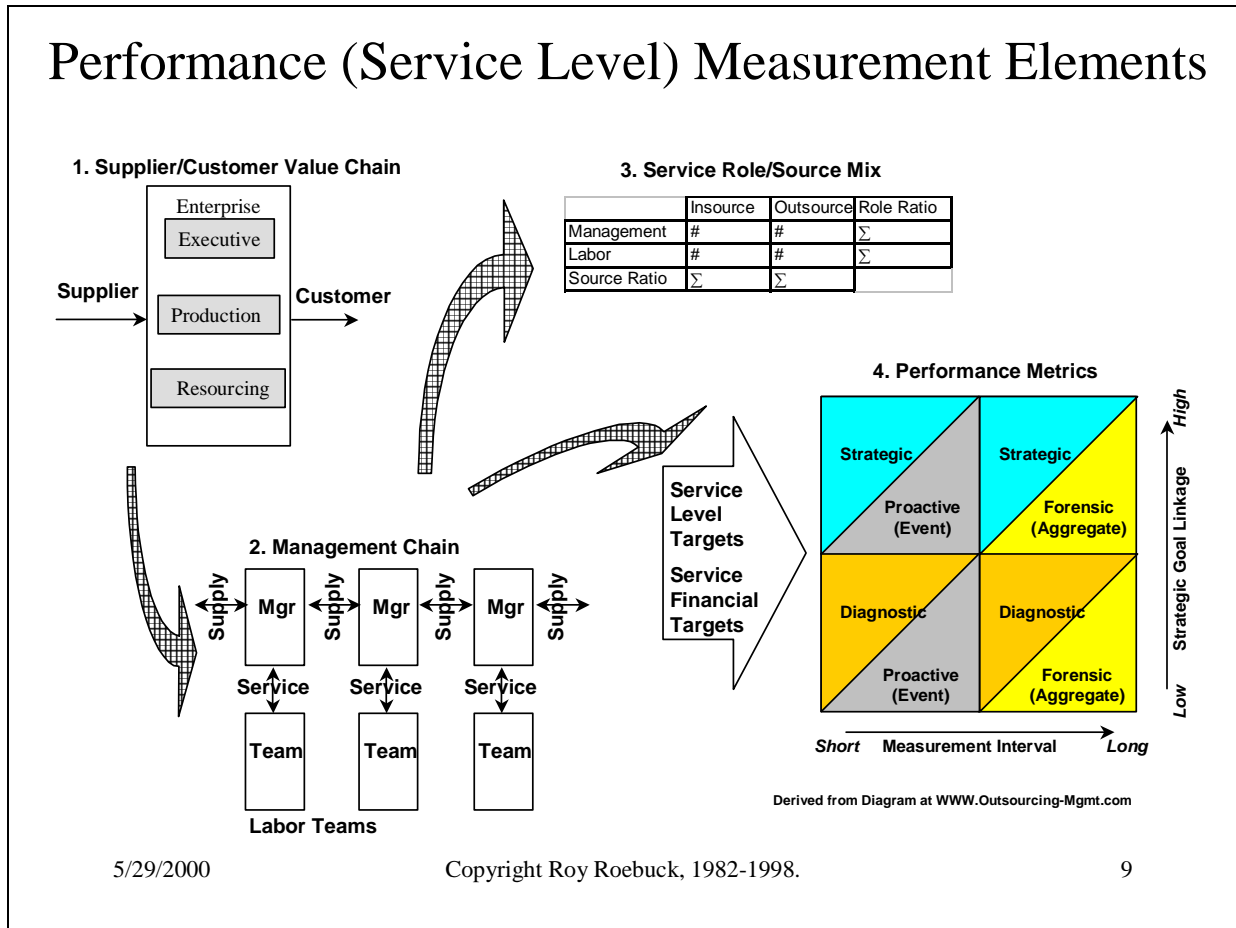 Performance (Service Level) Measurement Elements
1. Supplier/Customer Value Chain
Enterprise
Executive
Supplier
Customer
Production
Resourcing
2. Management Chain
Supply
Mgr
Supply
Mgr
Supply
Mgr
Supply
Service
Service
Service
Team
Team
Team
Labor Teams
3. Service Role/Source Mix
Insource Outsource Role Ratio
Management # # ∑
Labor # # ∑
Source Ratio ∑ ∑
Service
Level
Targets
Service
Financial
Targets
4. Performance Metrics
Strategic
Strategic
Proactive
(Event)
Forensic
(Aggregate)
Diagnostic
Diagnostic
Proactive
(Event)
Forensic
(Aggregate)
High
Strategic Goal Linkage
Low
Short Measurement Interval Long
Derived from Diagram at WWW.Outsourcing-Mgmt.com
5/29/2000 Copyright Roy Roebuck, 1982-1998. 9